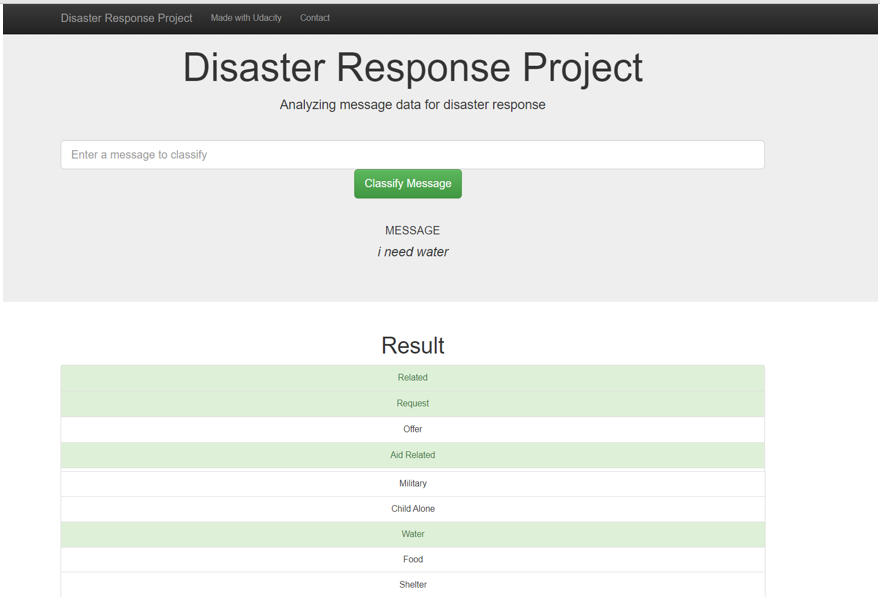 Disaster Response Project Made with Udacity Contact
Disaster Response Project
Analyzing message data for disaster response
Enter a message to classify
Classify Message
MESSAGE
i need water
Result
Related
Request
Offer
Aid Related
Military
Child Alone
Water
Food
Shelter